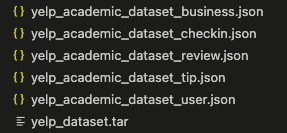 yelp_academic_dataset_business.json
yelp_academic_dataset_checkin.json
yelp_academic_dataset_review.json
yelp_academic_dataset_tip.json
yelp_academic_dataset_user.json
yelp_dataset.tar